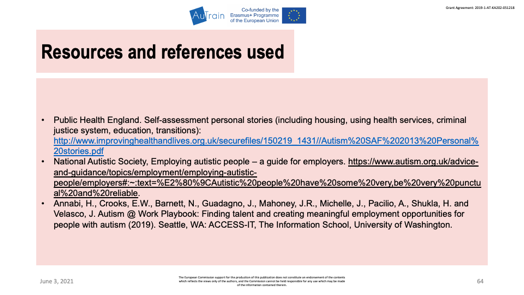 AuTrain
Co-funded by the
Erasmus+ Programme
of the European Union
Grant Agreement: 2019-1-AT-KA202-051218
Resources and references used
• Public Health England. Self-assessment personal stories (including housing, using health services, criminal
justice system, education, transitions):
http://www.improvinghealthandlives.org.uk/securefiles/150219_1431//Autism%20SAF%202013%20Personal%
20stories.pdf
• National Autistic Society, Employing autistic people – a guide for employers. https://www.autism.org.uk/advice-
and-guidance/topics/employment/employing-autistic-
people/employers#:~:text=%E2%80%9CAutistic%20people%20have%20some%20very,be%20very%20punctu
al%20and%20reliable.
• Annabi, H., Crooks, E.W., Barnett, N., Guadagno, J., Mahoney, J.R., Michelle, J., Pacilio, A., Shukla, H. and
Velasco, J. Autism @ Work Playbook: Finding talent and creating meaningful employment opportunities for
people with autism (2019). Seattle, WA: ACCESS-IT, The Information School, University of Washington.
June 3, 2021
The European Commission support for the production of this publication does not constitute an endorsement of the contents
which reflects the views only of the authors, and the Commission cannot be held responsible for any use which may be made
of the information contained therein.
64